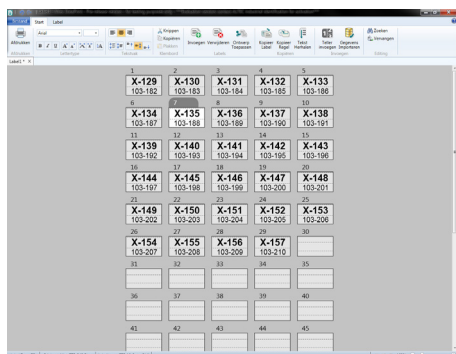 Start Label
Arial
Knippen
Kopiëren
Plakken
Afdrukken
Invoegen Verwijderen Ontwerp Toepassen
Kopieer Label
Kopieer Regel
Tekst Herhalen
Teller invoegen
Gegevens Importeren
Zoeken
Vervangen
Labels
Invoegen
Editing
Label1 * X
1 2 3 4 5
X-129 X-130 X-131 X-132 X-133
103-182 103-183 103-184 103-185 103-186
6 7 8 9 10
X-134 X-135 X-136 X-137 X-138
103-187 103-188 103-189 103-190 103-191
11 12 13 14 15
X-139 X-140 X-141 X-142 X-143
103-192 103-193 103-194 103-195 103-196
16 17 18 19 20
X-144 X-145 X-146 X-147 X-148
103-197 103-198 103-199 103-200 103-201
21 22 23 24 25
X-149 X-150 X-151 X-152 X-153
103-202 103-203 103-204 103-205 103-206
26 27 28 29 30
X-154 X-155 X-156 X-157
103-207 103-208 103-209 103-210
31 32 33 34 35
36 37 38 39 40
41 42 43 44 45